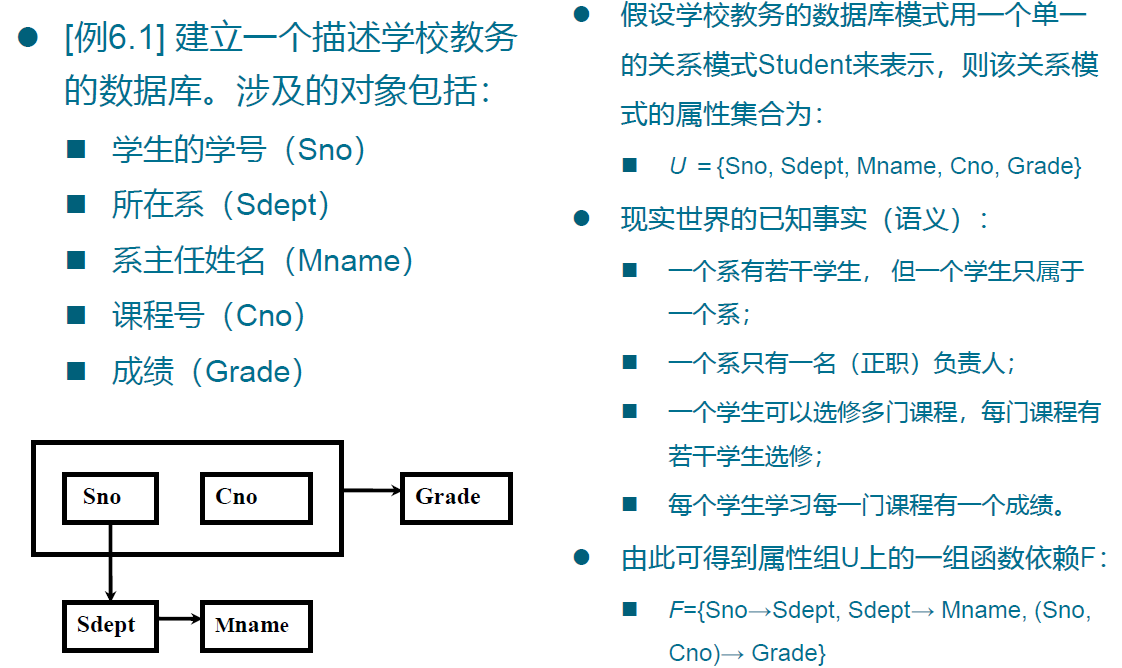 [例6.1] 建立一个描述学校教务
的数据库。涉及的对象包括：
学生的学号（Sno）
所在系（Sdept）
系主任姓名（Mname）
课程号（Cno）
成绩（Grade）
Sno
Cno
Grade
Sdept
Mname
假设学校教务的数据库模式用一个单一
的关系模式Student来表示，则该关系模
式的属性集合为：
U ＝{Sno, Sdept, Mname, Cno, Grade}
现实世界的已知事实（语义）：
一个系有若干学生， 但一个学生只属于
一个系；
一个系只有一名（正职）负责人；
一个学生可以选修多门课程，每门课程有
若干学生选修；
每个学生学习每一门课程有一个成绩。
由此可得到属性组U上的一组函数依赖F：
F={Sno→Sdept, Sdept→ Mname, (Sno,
Cno)→ Grade}